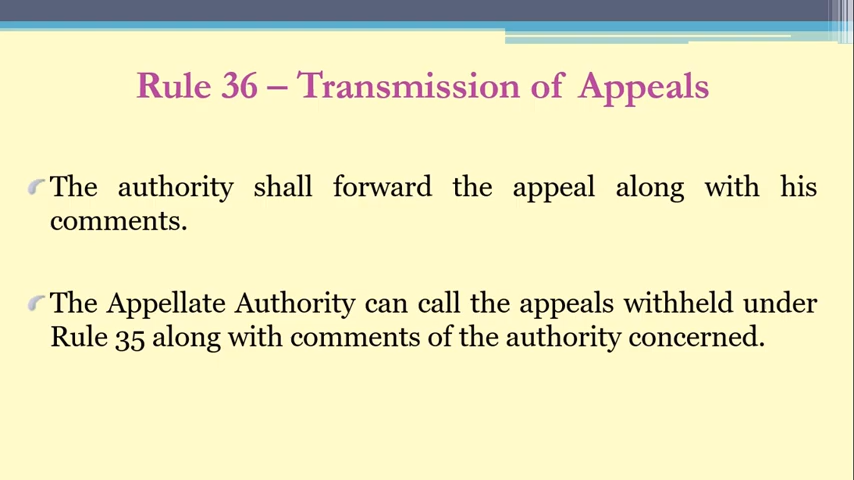 Rule 36 – Transmission of Appeals
The authority shall forward the appeal along with his
comments.
The Appellate Authority can call the appeals withheld under
Rule 35 along with comments of the authority concerned.